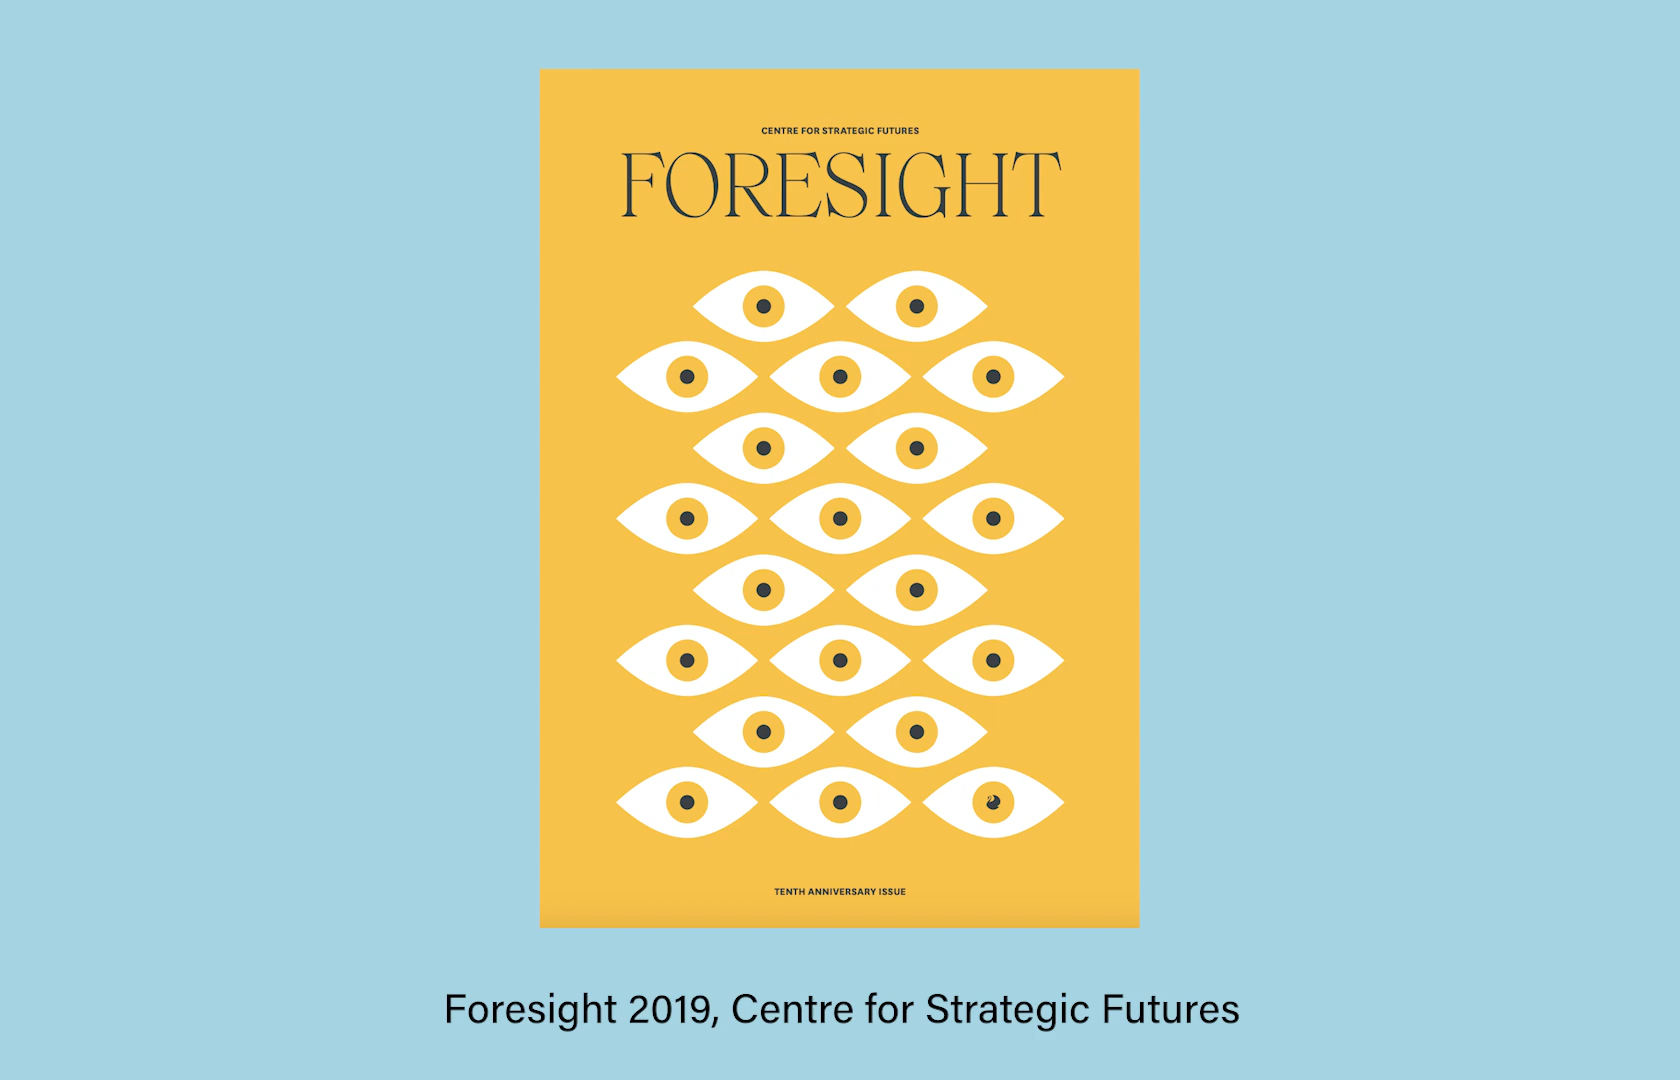 CENTRE FOR STRATEGIC FUTURES
FORESIGHT
TENTH ANNIVERSARY ISSUE
Foresight 2019, Centre for Strategic Futures